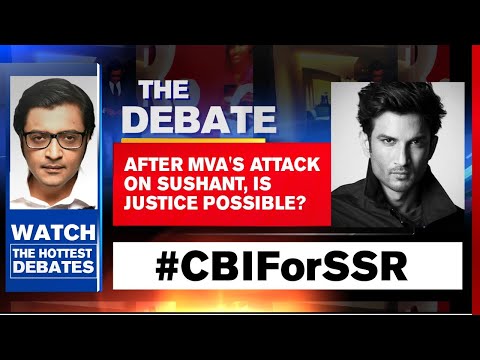 THE
DEBATE
AFTER MVA'S ATTACK
ON SUSHANT, IS
JUSTICE POSSIBLE?
WATCH
THE HOTTEST
DEBATES
#CBIForSSR